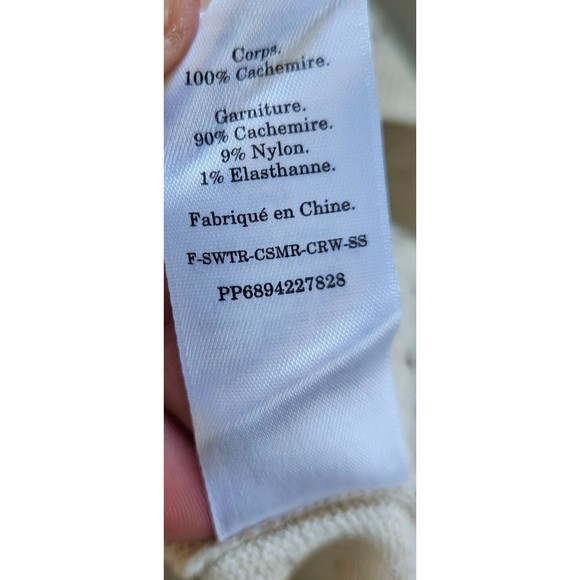 Corps.
100% Cachemire.
Garniture.
90% Cachemire.
9% Nylon.
1% Elasthanne.
Fabriqué en Chine.
F-SWTR-CSMR-CRW-SS
PP6894227828